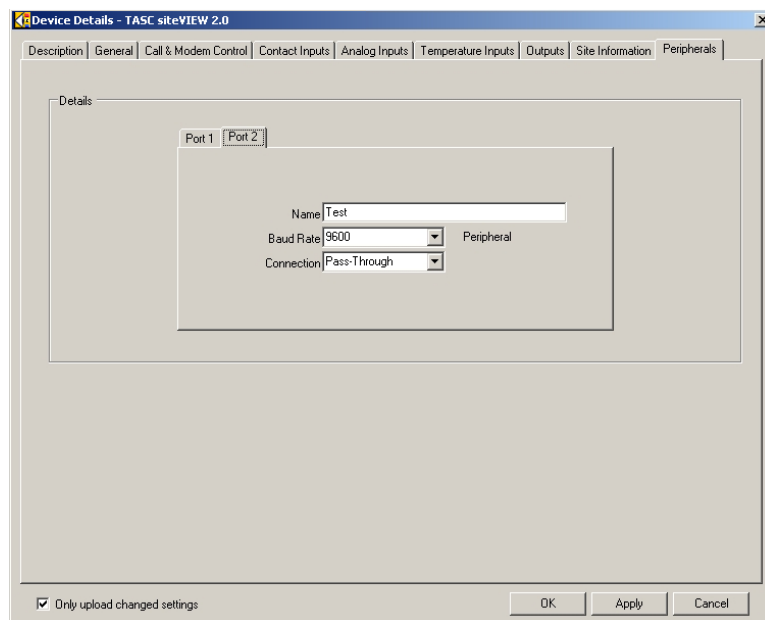 Device Details - TASC siteVIEW 2.0
Description General Call & Modem Control Contact Inputs Analog Inputs Temperature Inputs Outputs Site Information Peripherals
Details
Port 1 Port 2
Name Test
Baud Rate 9600 Peripheral
Connection Pass-Through
Only upload changed settings OK Apply Cancel